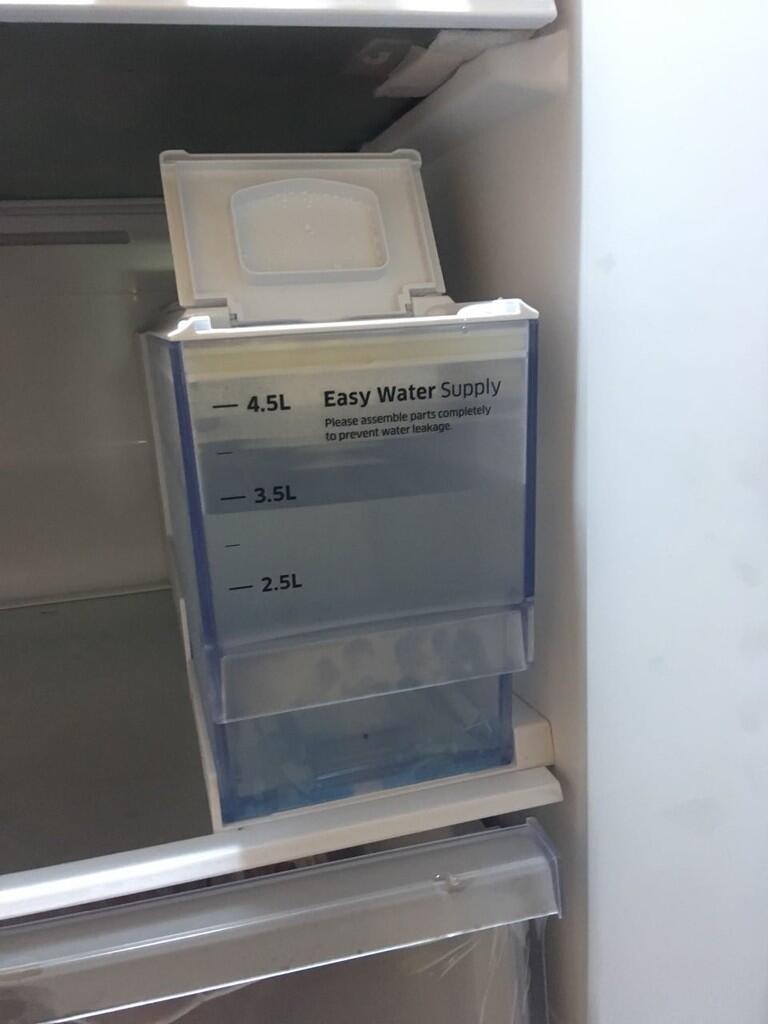 4.5L
Easy Water Supply
Please assemble parts completely
to prevent water leakage.
3.5L
2.5L